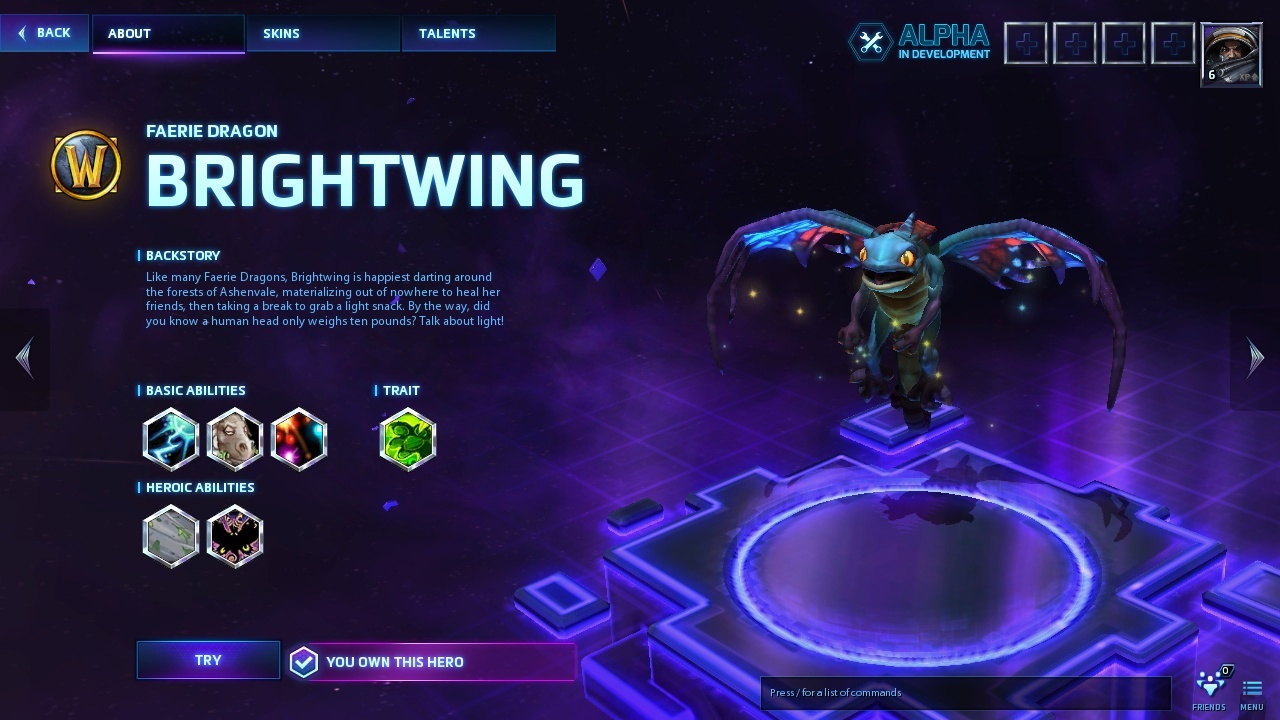 BACK
ABOUT
SKINS
TALENTS
ALPHA
IN DEVELOPMENT
6
XP
FAERIE DRAGON
W
BRIGHTWING
BACKSTORY
Like many Faerie Dragons, Brightwing is happiest darting around
the forests of Ashenvale, materializing out of nowhere to heal her
friends, then taking a break to grab a light snack. By the way, did
you know a human head only weighs ten pounds? Talk about light!
BASIC ABILITIES
TRAIT
HEROIC ABILITIES
TRY
YOU OWN THIS HERO
Press / for a list of commands
0
FRIENDS
MENU